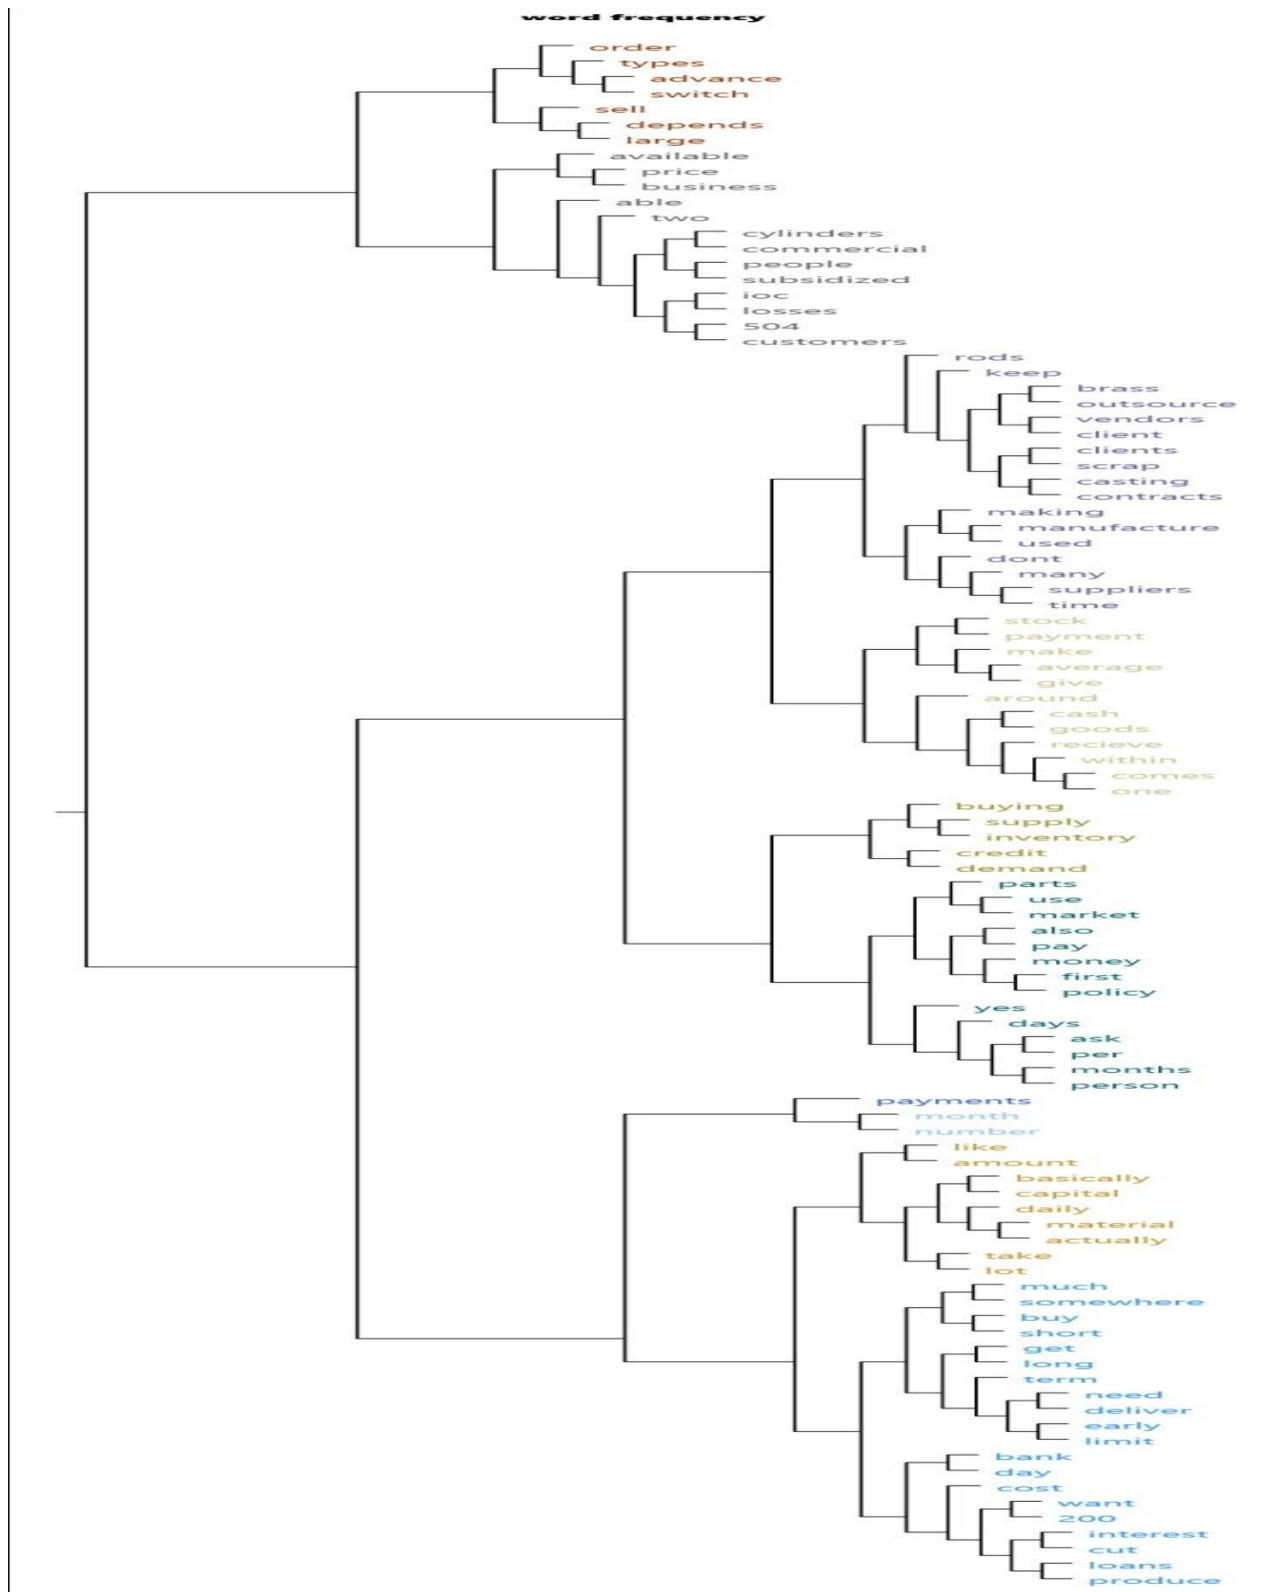 word frequency
order
types
advance
switch
sell
depends
large
available
price
business
able
two
cylinders
commercial
people
subsidized
ioc
losses
504
customers
rods
keep
brass
outsource
vendors
client
clients
scrap
casting
contracts
making
manufacture
used
dont
many
suppliers
time
stock
payment
make
average
give
around
cash
goods
recieve
within
comes
one
buying
supply
inventory
credit
demand
parts
use
market
also
pay
money
first
policy
yes
days
ask
per
months
person
payments
month
number
like
amount
basically
capital
daily
material
actually
take
lot
much
somewhere
buy
short
get
long
term
need
deliver
early
limit
bank
day
cost
want
200
interest
cut
loans
produce